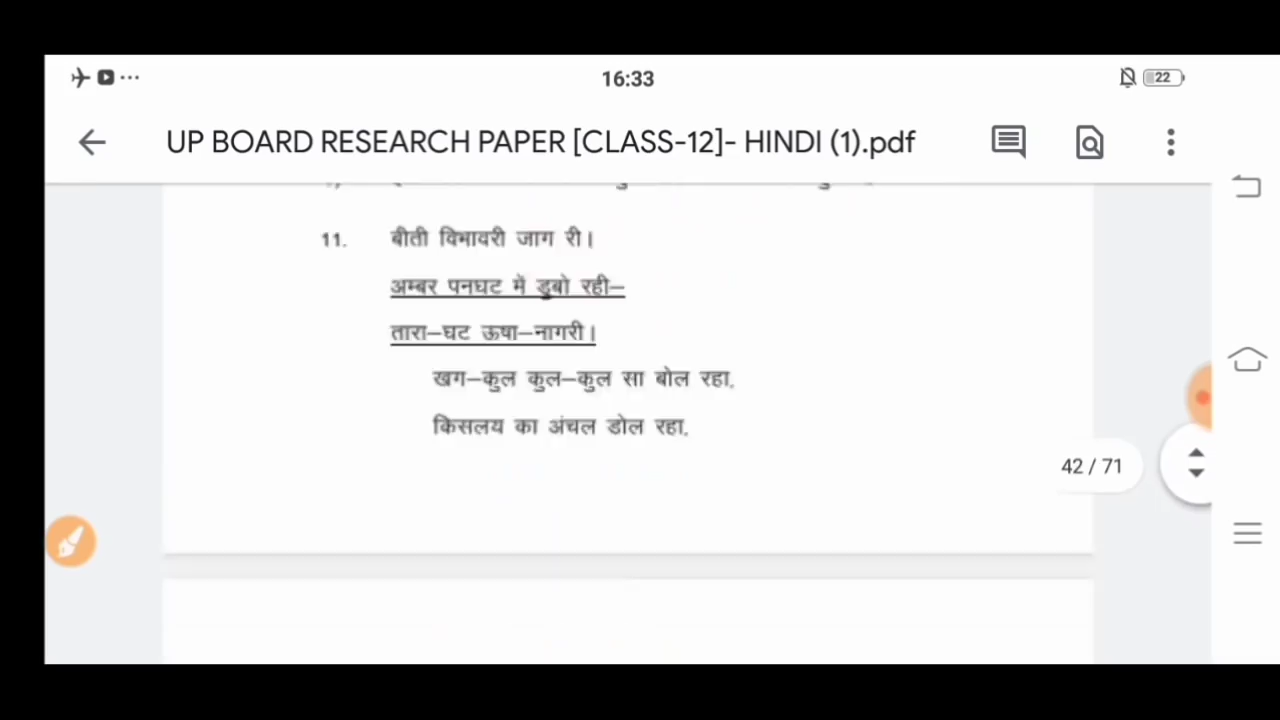 16:33
22
UP BOARD RESEARCH PAPER [CLASS-12]- HINDI (1).pdf
11. बीती विभावरी जाग री।
अम्बर पनघट में डुबो रही–
तारा–घट ऊषा–नागरी।
खग–कुल कुल–कुल सा बोल रहा,
किसलय का अंचल डोल रहा,
42 / 71